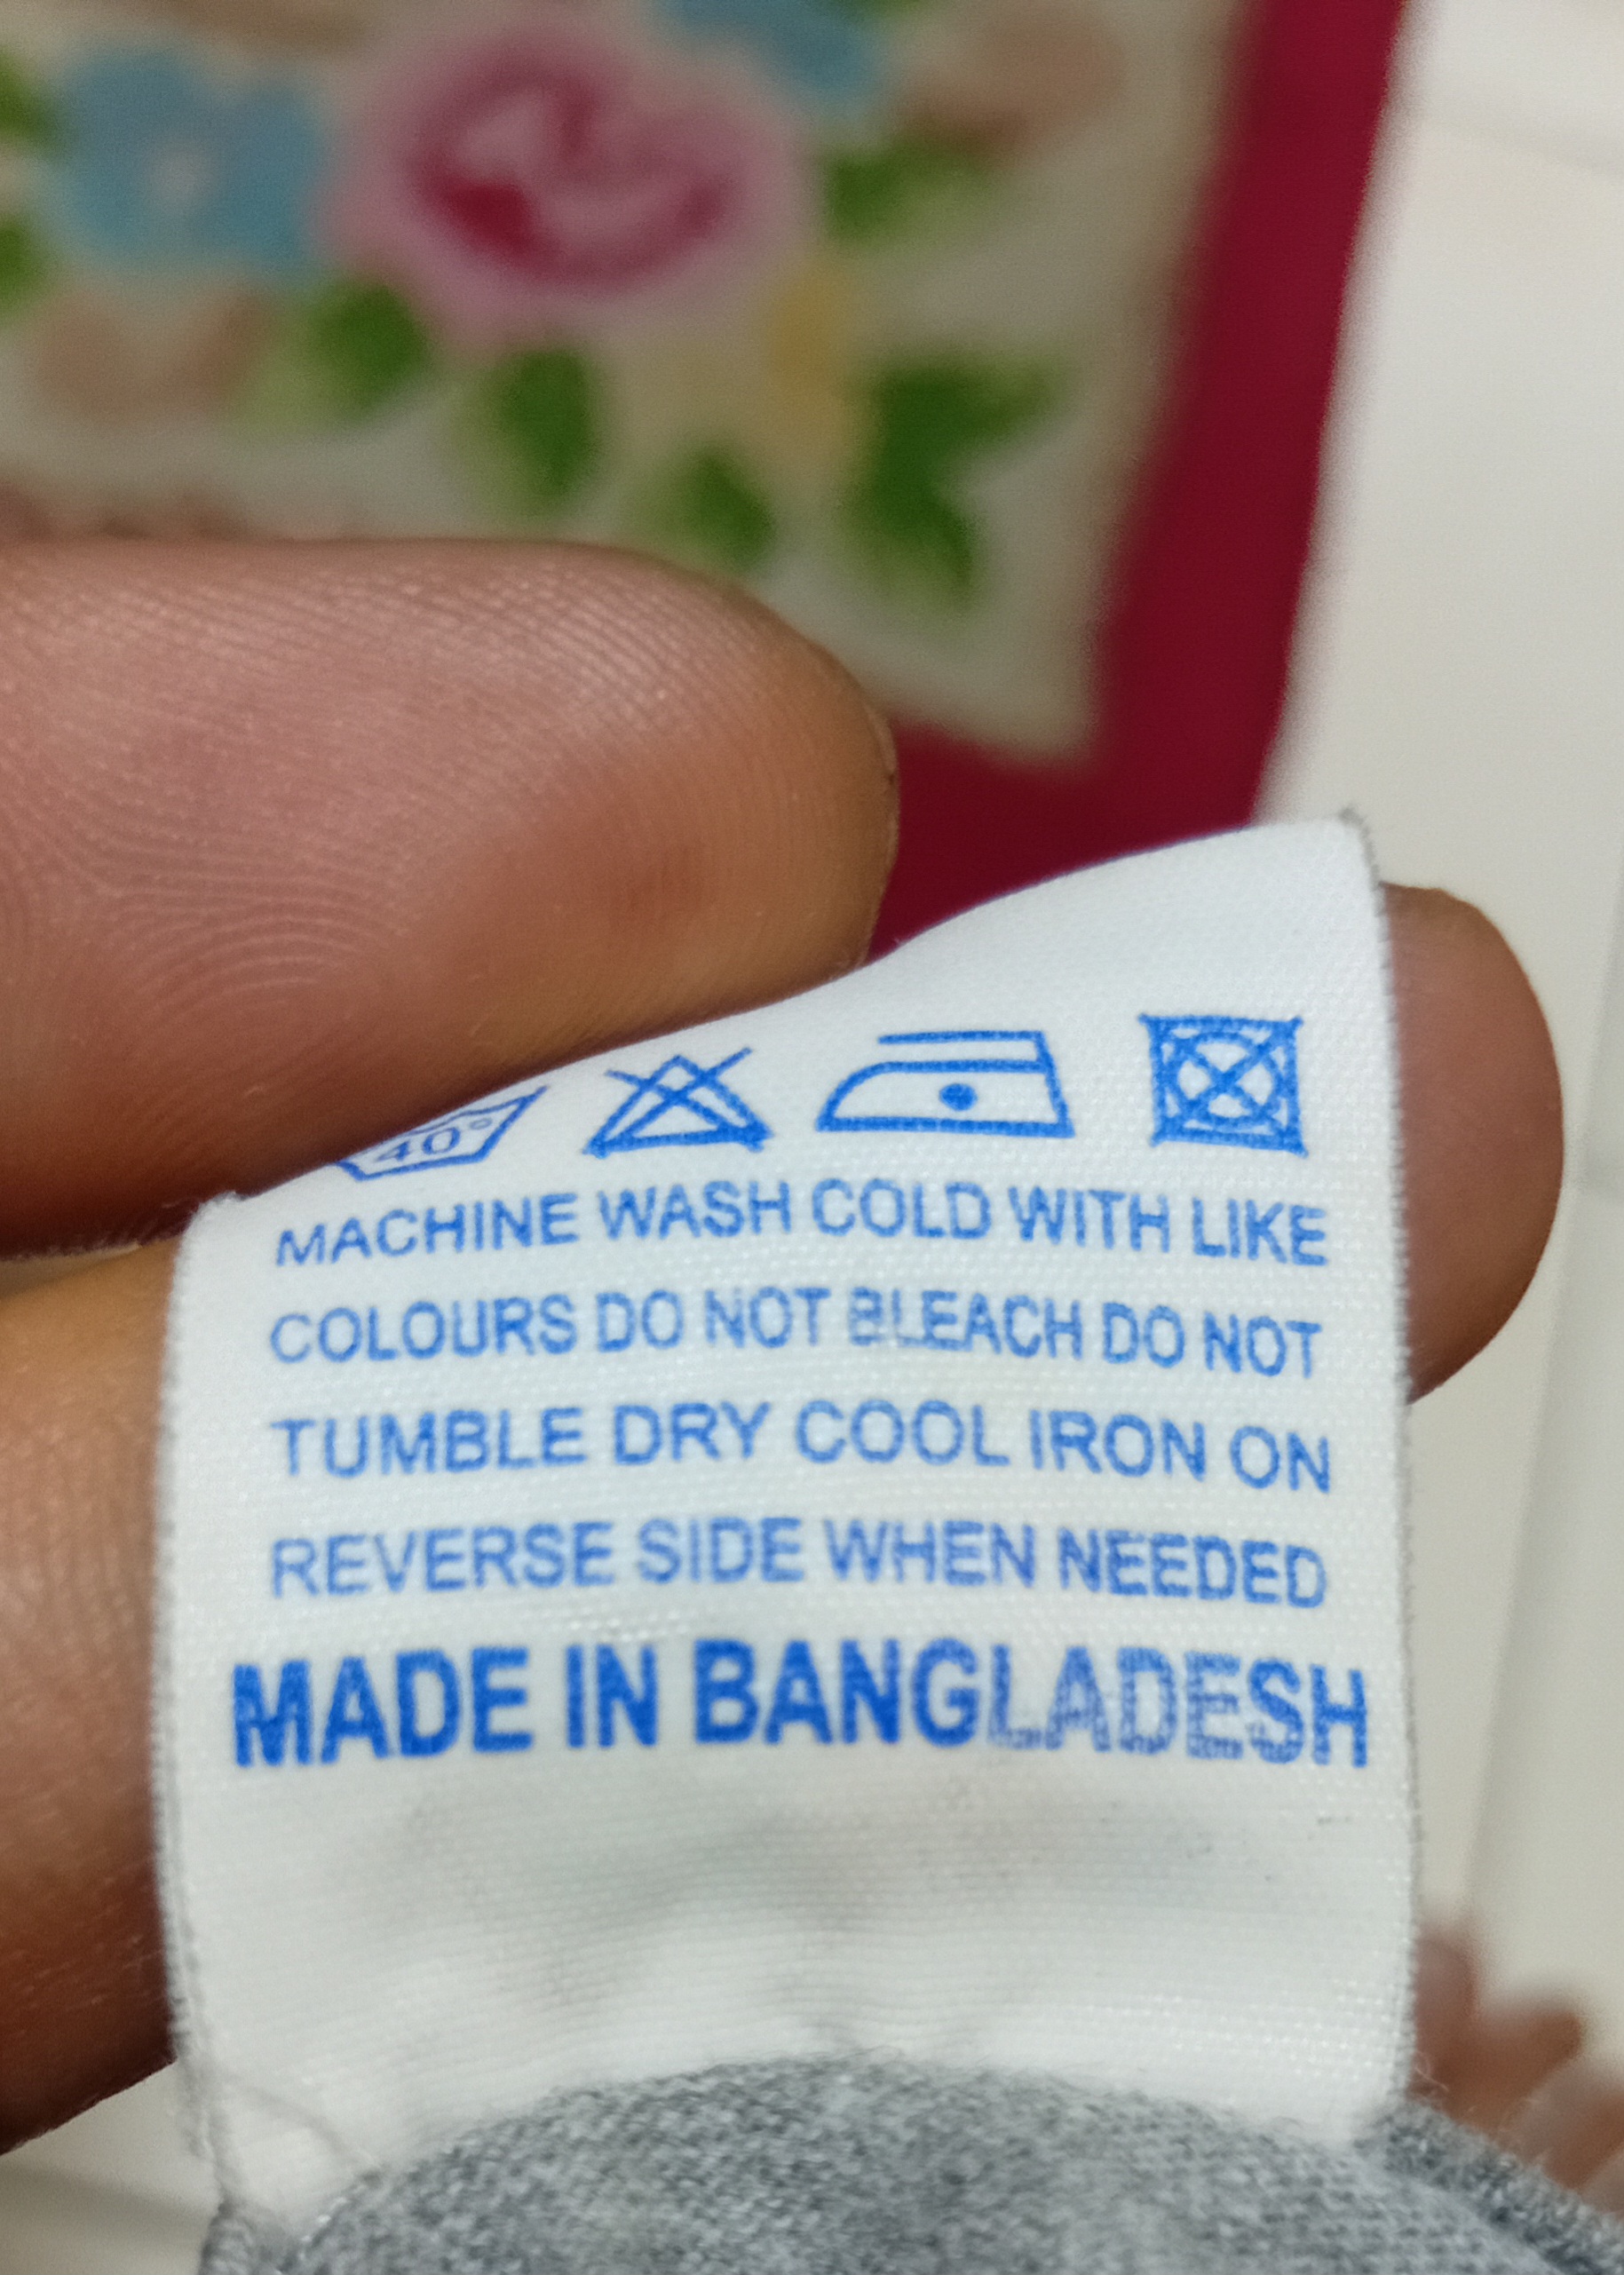 40°
MACHINE WASH COLD WITH LIKE
COLOURS DO NOT BLEACH DO NOT
TUMBLE DRY COOL IRON ON
REVERSE SIDE WHEN NEEDED
MADE IN BANGLADESH